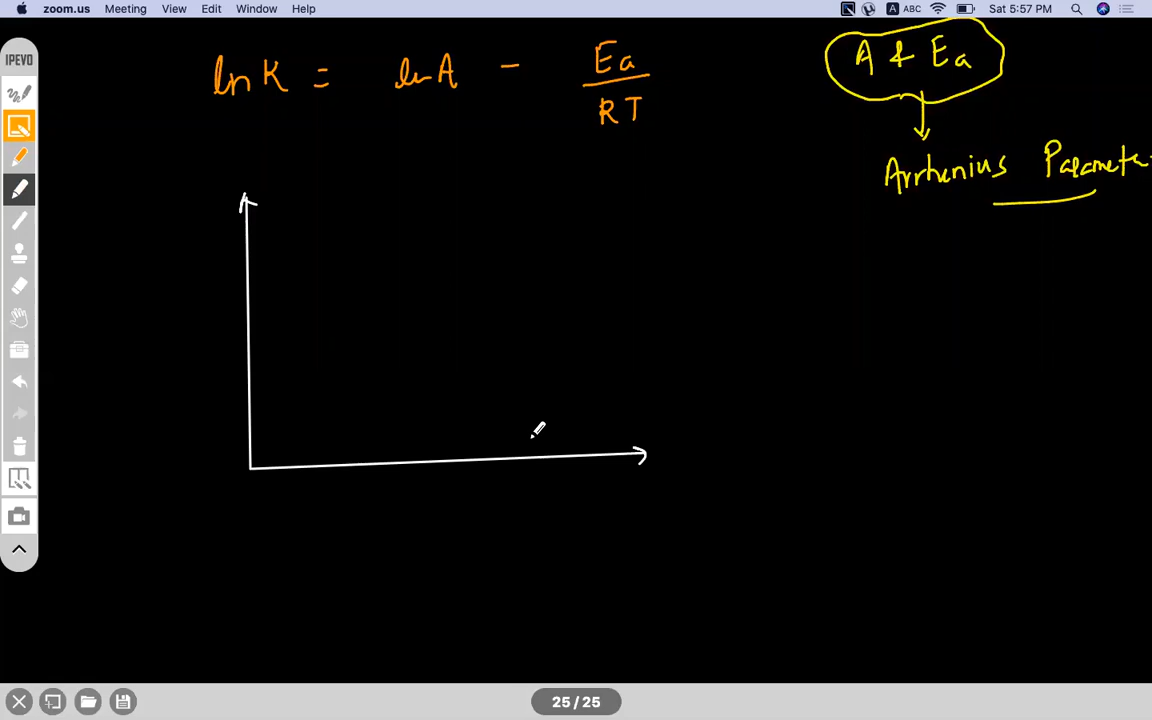 zoom.us Meeting View Edit Window Help A ABC Sat 5:57 PM
IPEVO
ln K = ln A - Ea/RT
A & Ea
Arrhenius Paramete
25 / 25